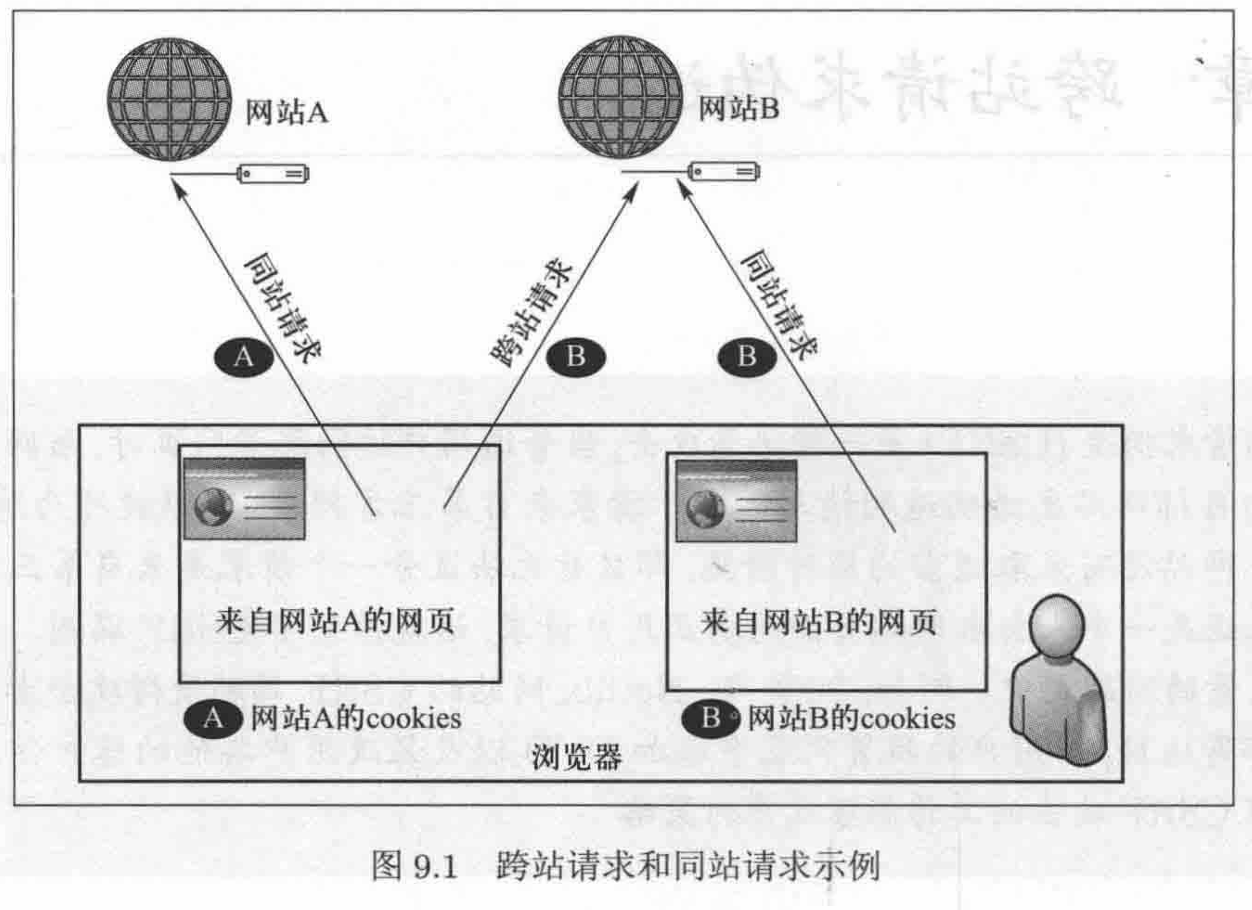 网站A
网站B
同站请求
跨站请求
同站请求
A
B
B
来自网站A的网页
来自网站B的网页
A 网站A的cookies
B 网站B的cookies
浏览器
图 9.1 跨站请求和同站请求示例